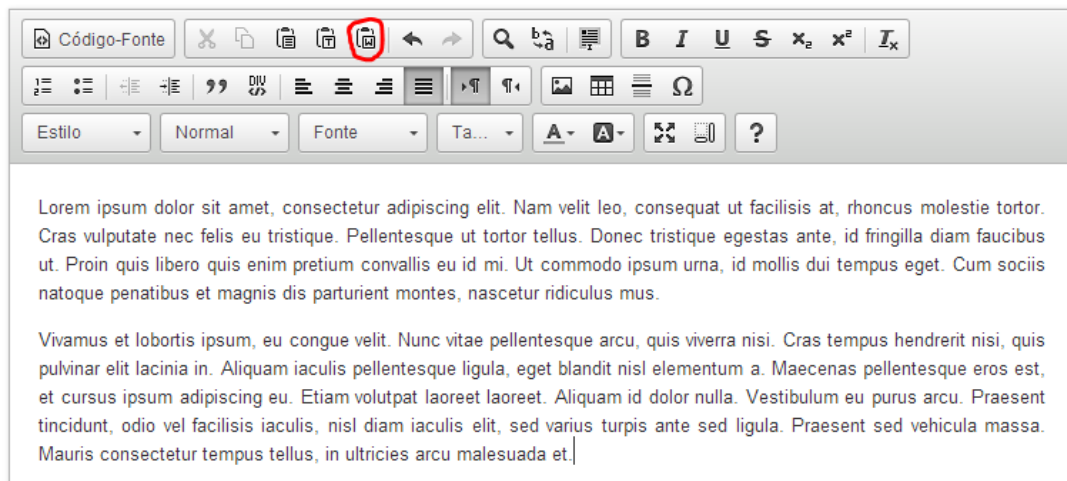 Código-Fonte
B I U S x₂ x² Iₓ
Estilo Normal Fonte Ta... A A ?
Lorem ipsum dolor sit amet, consectetur adipiscing elit. Nam velit leo, consequat ut facilisis at, rhoncus molestie tortor.
Cras vulputate nec felis eu tristique. Pellentesque ut tortor tellus. Donec tristique egestas ante, id fringilla diam faucibus
ut. Proin quis libero quis enim pretium convallis eu id mi. Ut commodo ipsum urna, id mollis dui tempus eget. Cum sociis
natoque penatibus et magnis dis parturient montes, nascetur ridiculus mus.
Vivamus et lobortis ipsum, eu congue velit. Nunc vitae pellentesque arcu, quis viverra nisi. Cras tempus hendrerit nisi, quis
pulvinar elit lacinia in. Aliquam iaculis pellentesque ligula, eget blandit nisl elementum a. Maecenas pellentesque eros est,
et cursus ipsum adipiscing eu. Etiam volutpat laoreet laoreet. Aliquam id dolor nulla. Vestibulum eu purus arcu. Praesent
tincidunt, odio vel facilisis iaculis, nisl diam iaculis elit, sed varius turpis ante sed ligula. Praesent sed vehicula massa.
Mauris consectetur tempus tellus, in ultricies arcu malesuada et.